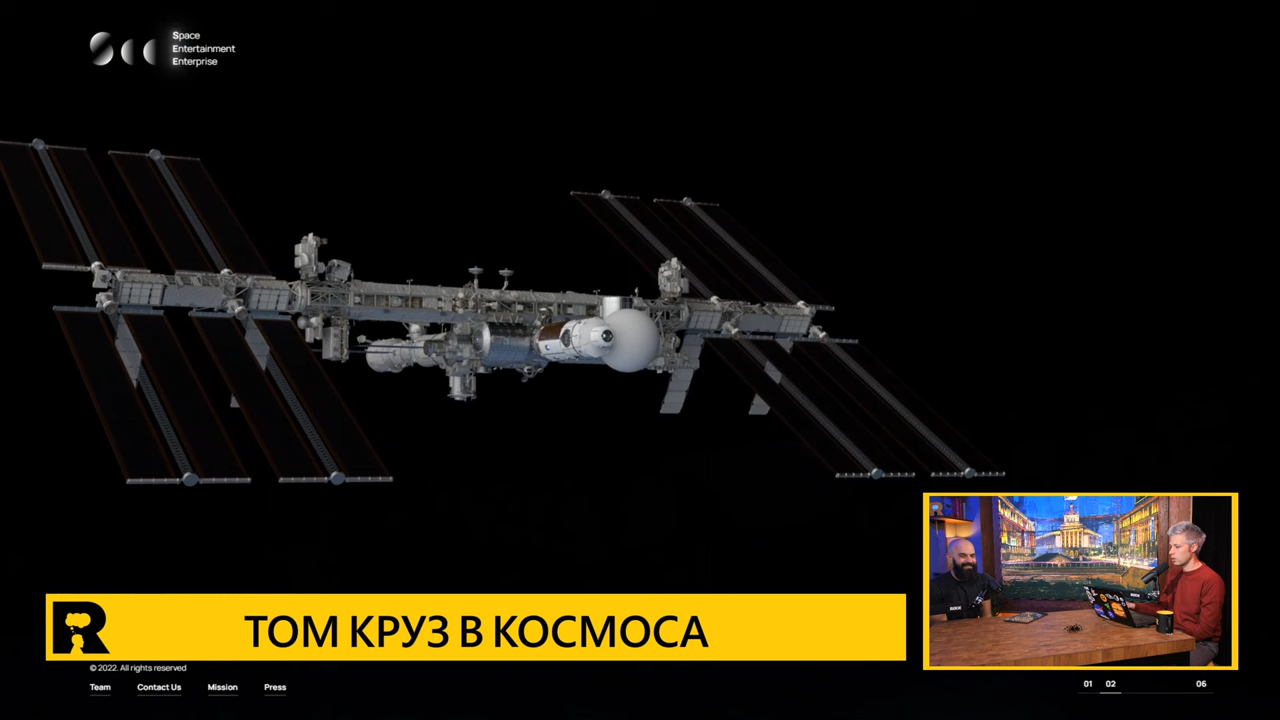 Space
Entertainment
Enterprise
ТОМ КРУЗ В КОСМОСА
© 2022. All rights reserved
Team
Contact Us
Mission
Press
01
02
06